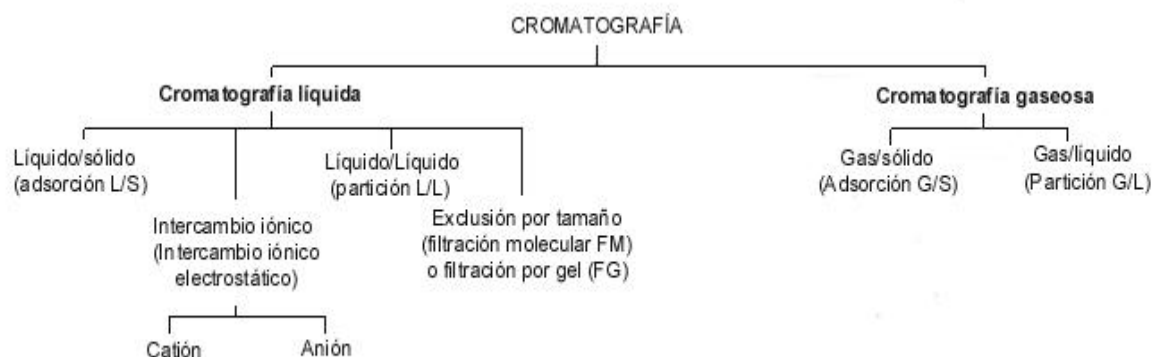 CROMATOGRAFÍA
Cromatografía líquida
Cromatografía gaseosa
Líquido/sólido
(adsorción L/S)
Intercambio iónico
(Intercambio iónico
electrostático)
Catión
Anión
Líquido/Líquido
(partición L/L)
Exclusión por tamaño
(filtración molecular FM)
o filtración por gel (FG)
Gas/sólido
(Adsorción G/S)
Gas/líquido
(Partición G/L)